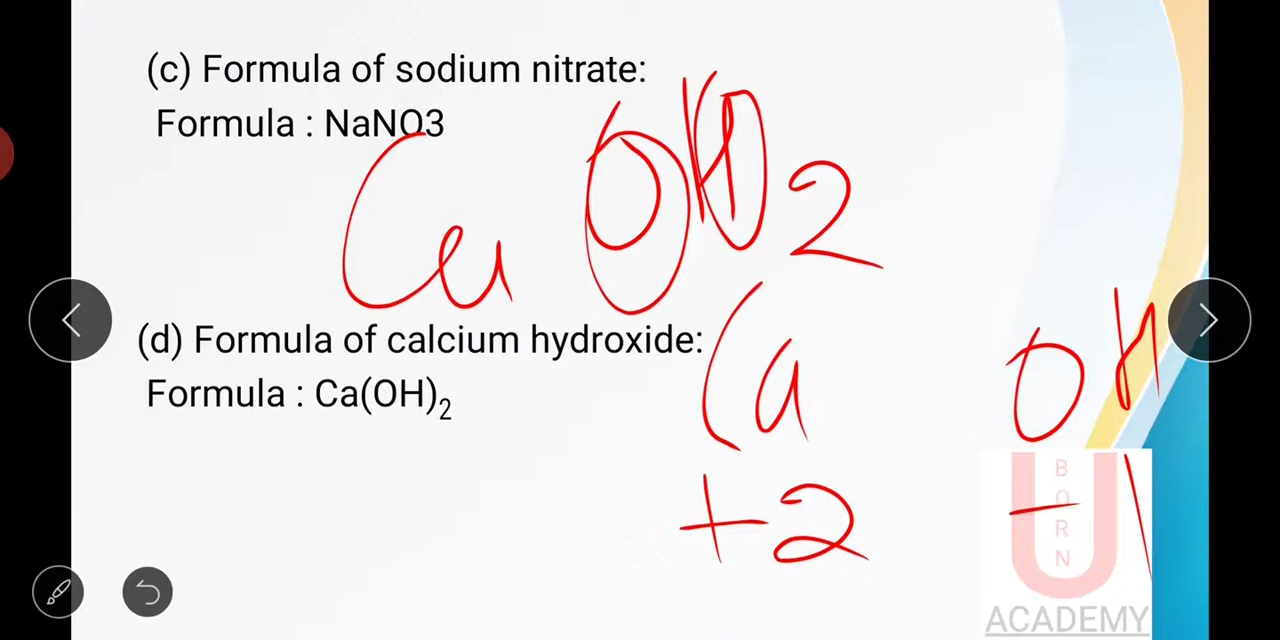 (c) Formula of sodium nitrate:
Formula : NaNO3
Ca OH 2
(d) Formula of calcium hydroxide:
Formula : Ca(OH)₂
Ca OH
+2 -1
U BORN
ACADEMY